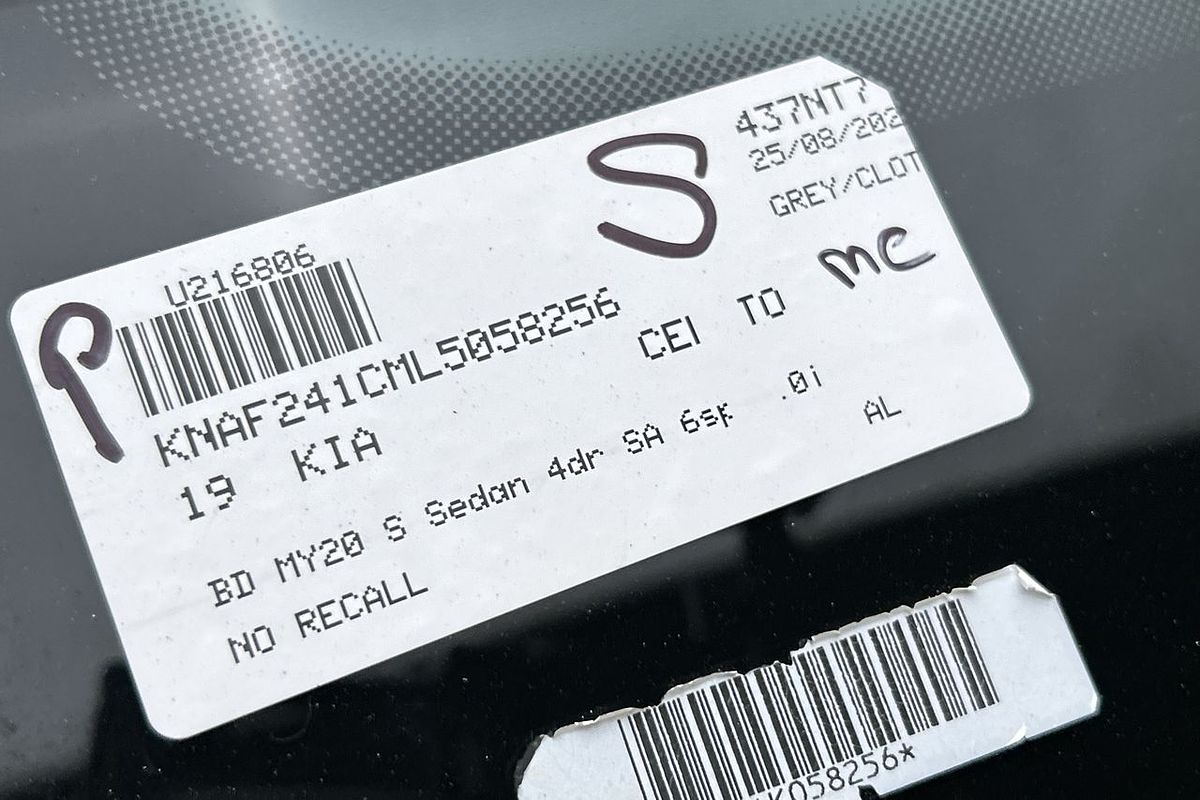 S
437NT7
25/08/202
GREY/CLOT
U216806
P
KNAF241CML5058256
CEI TO MC
19 KIA
BD MY20 S Sedan 4dr SA 6sp .0i
AL
NO RECALL
K058256*